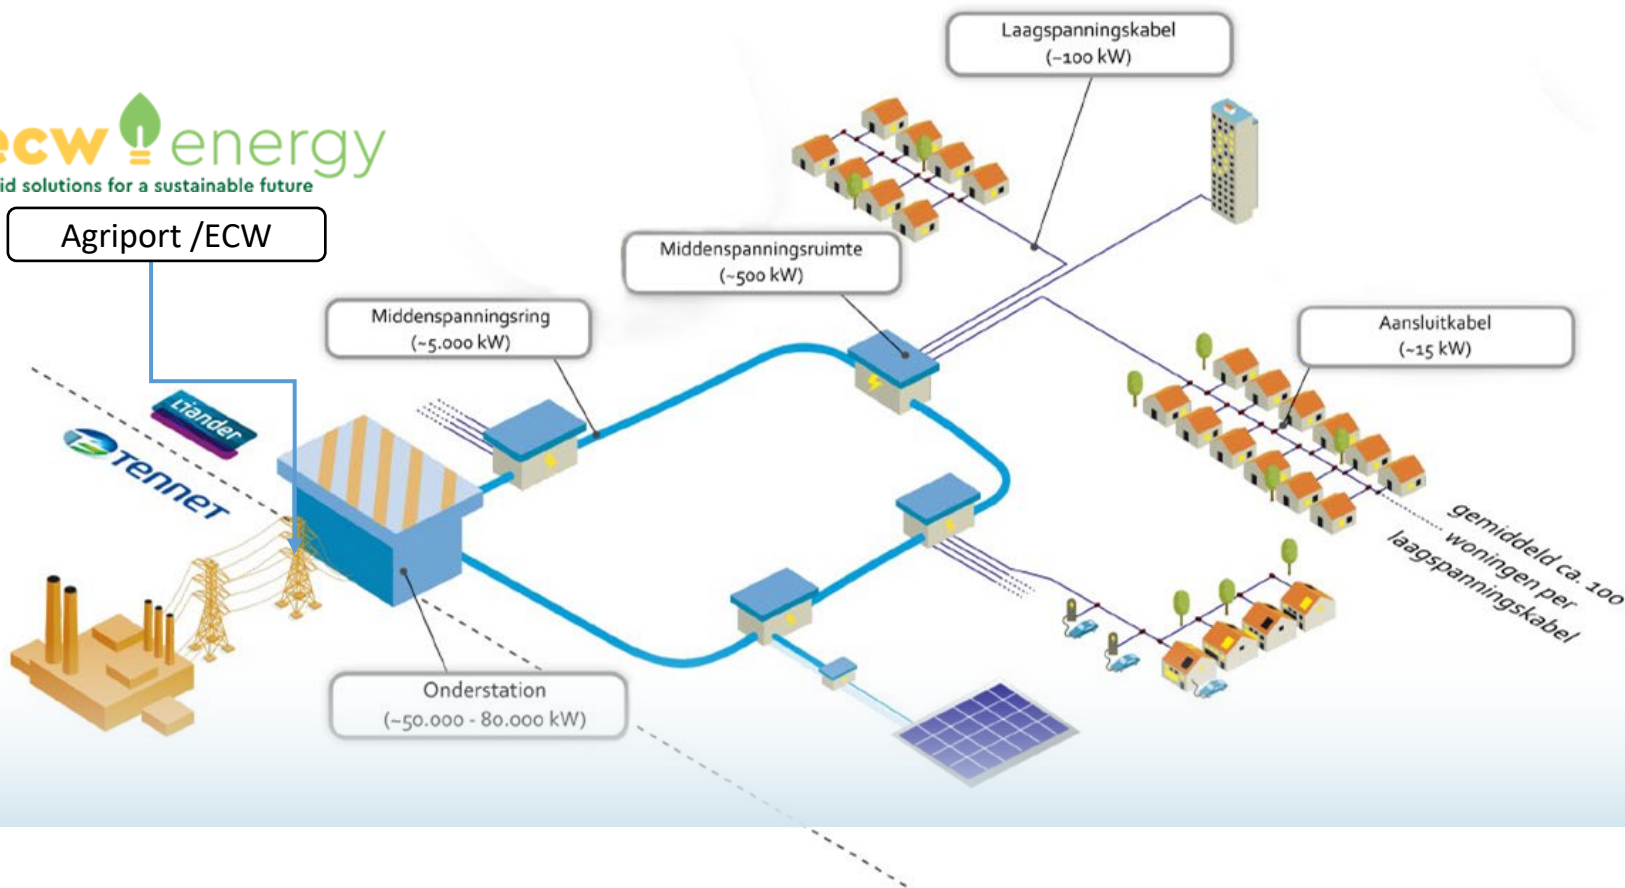 Laagspanningskabel
(~100 kW)
ecw energy
id solutions for a sustainable future
Agriport /ECW
Middenspanningsruimte
(~500 kW)
Middenspanningsring
(~5.000 kW)
Aansluitkabel
(~15 kW)
Liander
TenneT
gemiddeld ca. 100
woningen per
laagspanningskabel
Onderstation
(~50.000 - 80.000 kW)